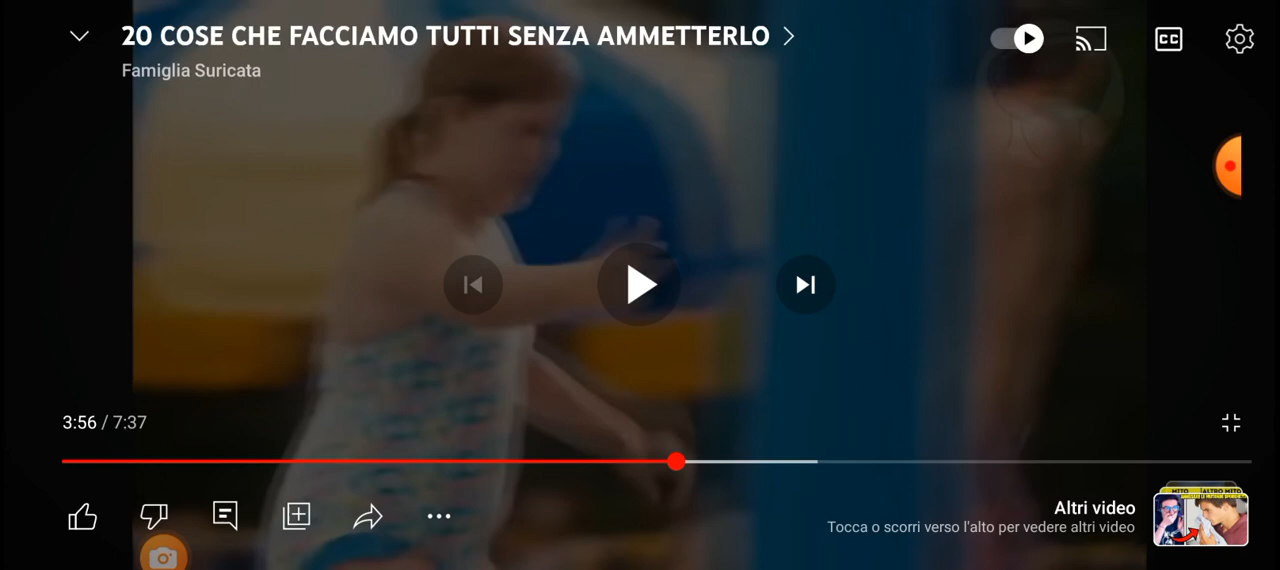 20 COSE CHE FACCIAMO TUTTI SENZA AMMETTERLO
Famiglia Suricata
CC
3:56 / 7:37
Altri video
Tocca o scorri verso l'alto per vedere altri video